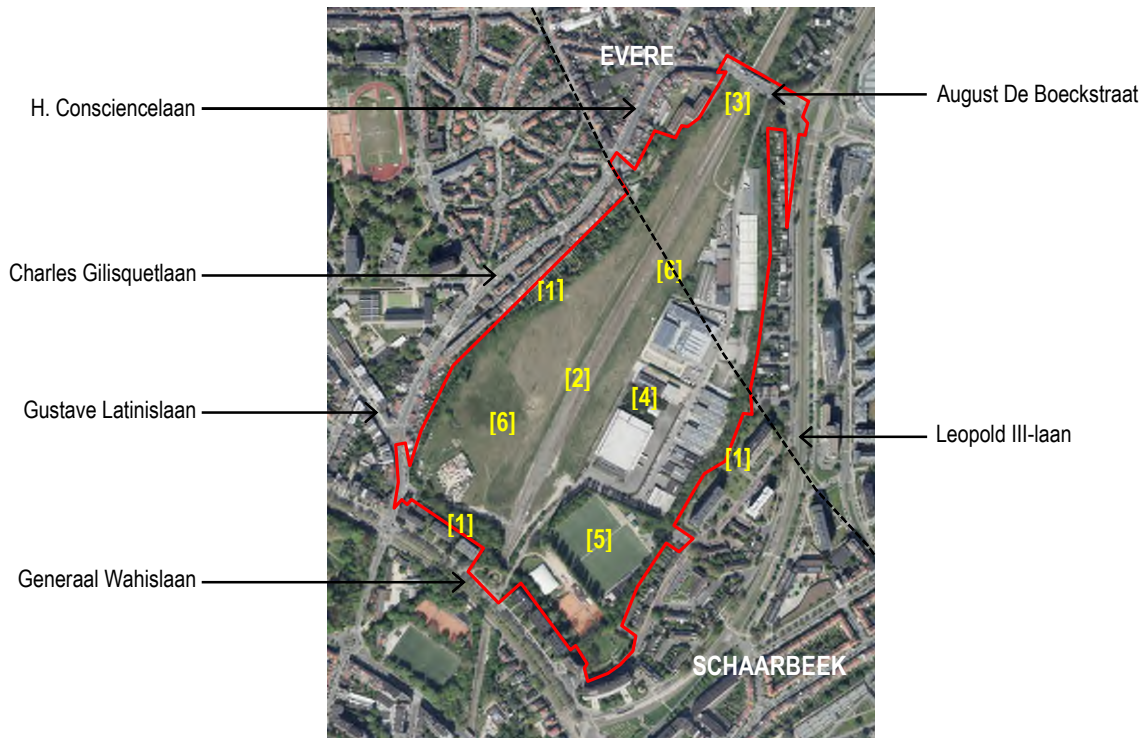 EVERE
H. Consciencelaan
August De Boeckstraat
[3]
Charles Gilisquetlaan
[6]
[1]
[2]
[4]
Gustave Latinislaan
[6]
Leopold III-laan
[1]
[1]
[5]
Generaal Wahislaan
SCHAARBEEK